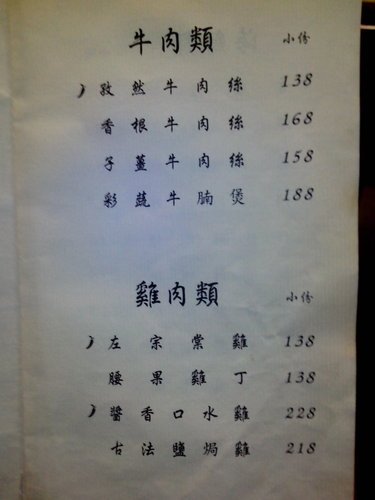 牛肉類 小份
孜然牛肉絲 138
香根牛肉絲 168
子薑牛肉絲 158
彩蔬牛腩煲 188
雞肉類 小份
左宗棠雞 138
腰果雞丁 138
醬香口水雞 228
古法鹽焗雞 218